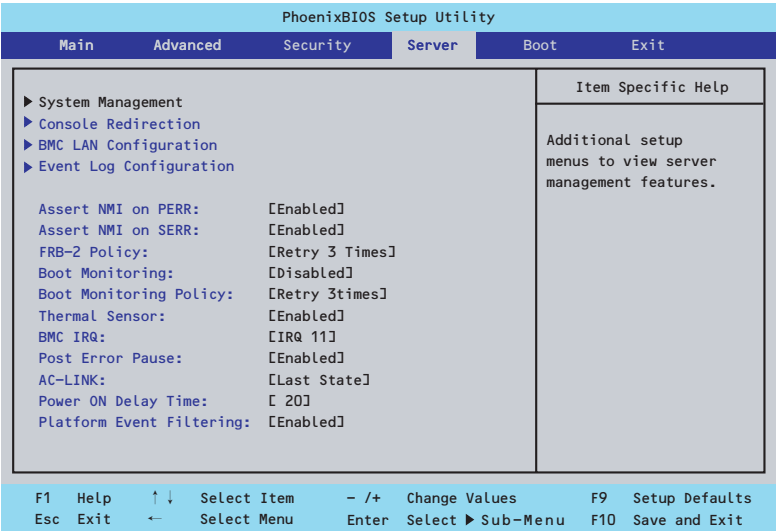 PhoenixBIOS Setup Utility
Main Advanced Security Server Boot Exit
Item Specific Help
▶ System Management
▶ Console Redirection
▶ BMC LAN Configuration
▶ Event Log Configuration
Additional setup
menus to view server
management features.
Assert NMI on PERR: [Enabled]
Assert NMI on SERR: [Enabled]
FRB-2 Policy: [Retry 3 Times]
Boot Monitoring: [Disabled]
Boot Monitoring Policy: [Retry 3times]
Thermal Sensor: [Enabled]
BMC IRQ: [IRQ 11]
Post Error Pause: [Enabled]
AC-LINK: [Last State]
Power ON Delay Time: [ 20]
Platform Event Filtering: [Enabled]
F1 Help ↑↓ Select Item - /+ Change Values F9 Setup Defaults
Esc Exit ← Select Menu Enter Select ▶ Sub-Menu F10 Save and Exit